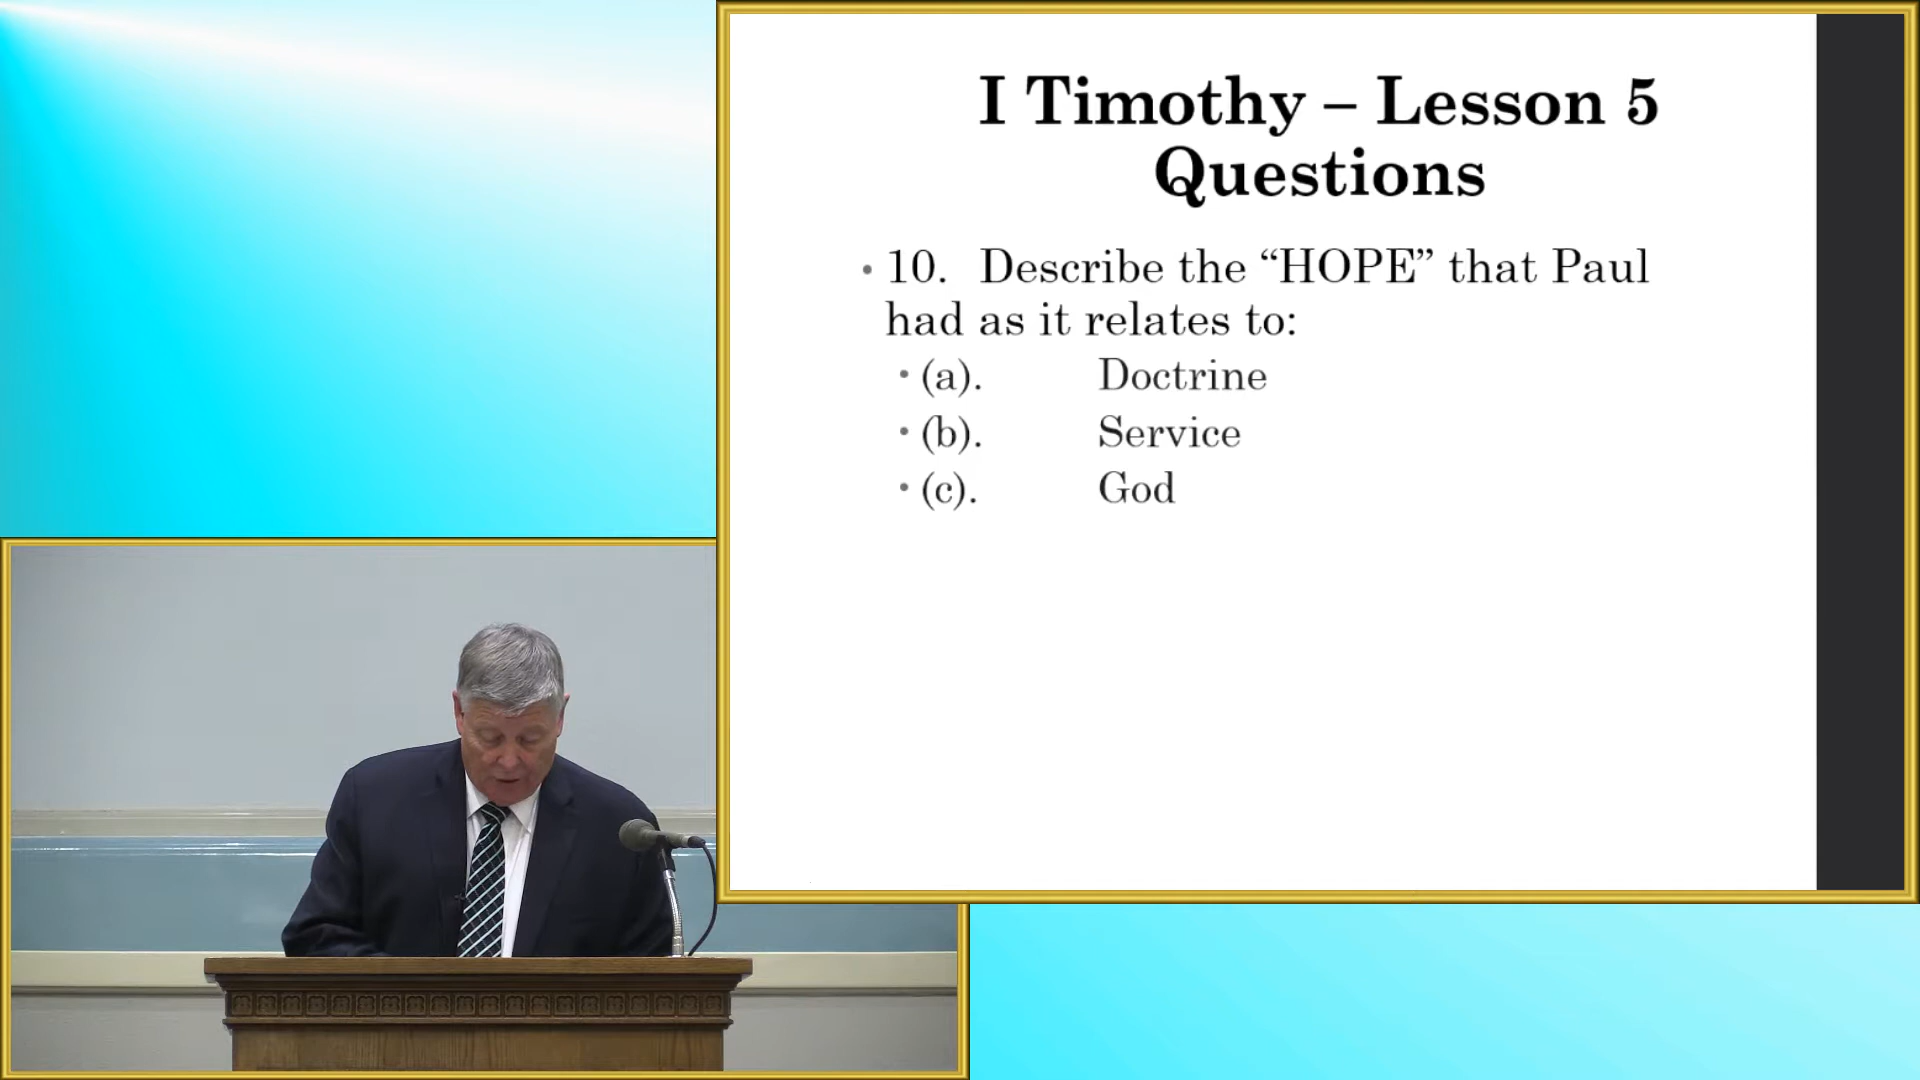 I Timothy – Lesson 5
Questions
• 10. Describe the “HOPE” that Paul
had as it relates to:
• (a). Doctrine
• (b). Service
• (c). God